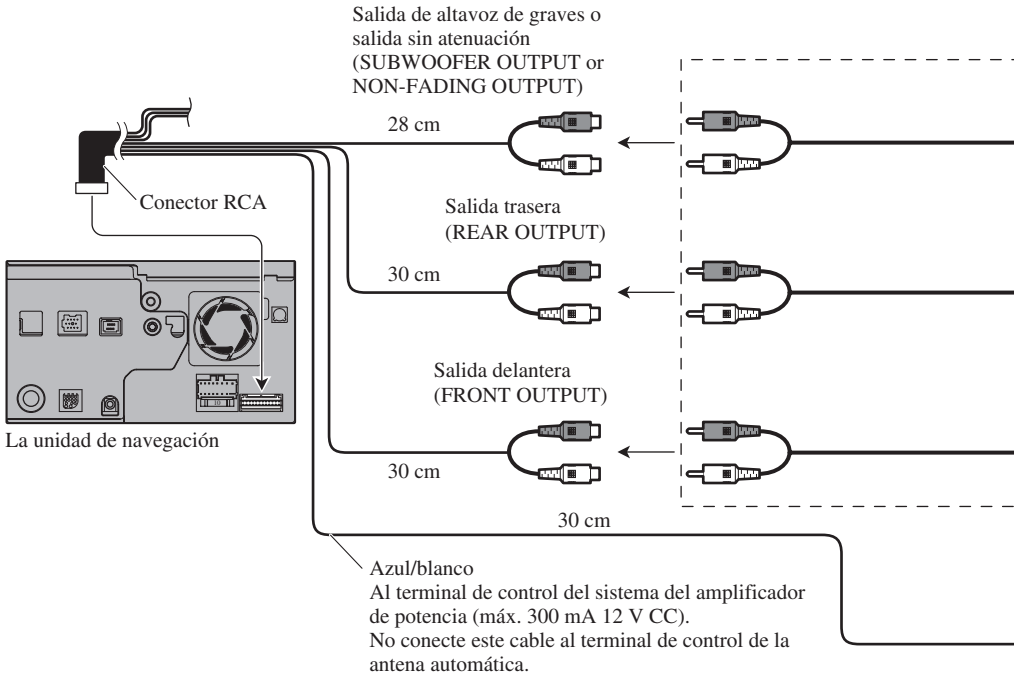 Salida de altavoz de graves o
salida sin atenuación
(SUBWOOFER OUTPUT or
NON-FADING OUTPUT)
28 cm
Conector RCA
Salida trasera
(REAR OUTPUT)
30 cm
Salida delantera
(FRONT OUTPUT)
La unidad de navegación
30 cm
30 cm
Azul/blanco
Al terminal de control del sistema del amplificador
de potencia (máx. 300 mA 12 V CC).
No conecte este cable al terminal de control de la
antena automática.